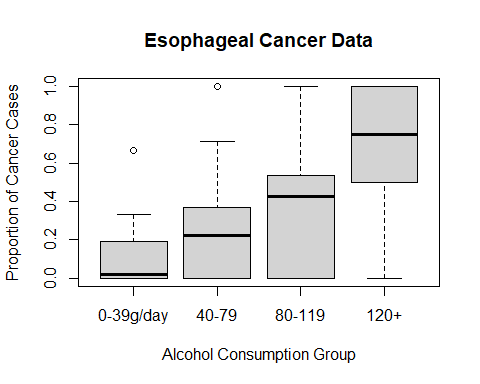 Esophageal Cancer Data
Proportion of Cancer Cases
1.0
0.8
0.6
0.4
0.2
0.0
0-39g/day 40-79 80-119 120+
Alcohol Consumption Group